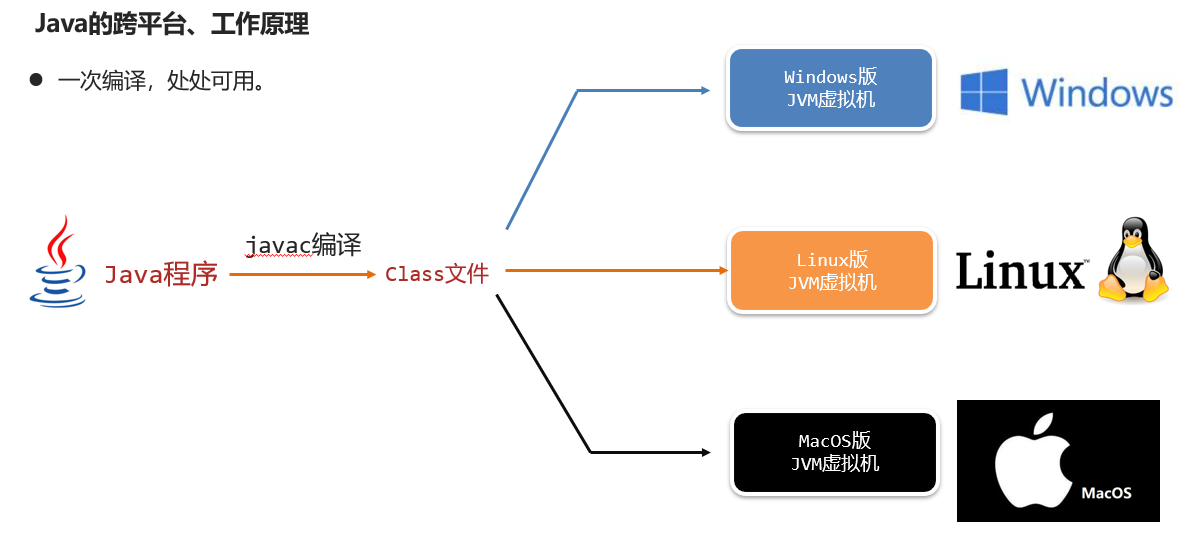 Java的跨平台、工作原理
一次编译，处处可用。
Windows版
JVM虚拟机
Windows
javac编译
Java程序
Class文件
Linux版
JVM虚拟机
Linux™
MacOS版
JVM虚拟机
MacOS